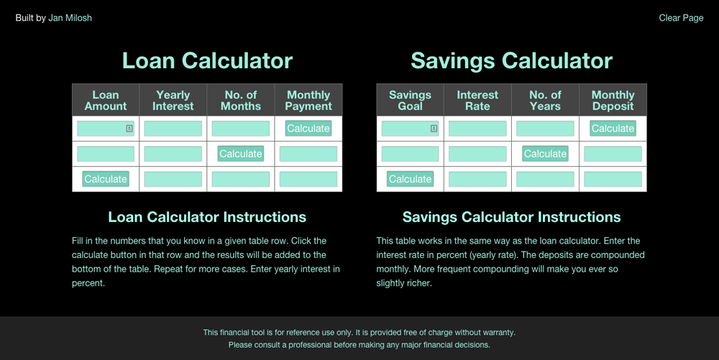 Built by Jan Milosh
Clear Page
Loan Calculator
Loan Amount Yearly Interest No. of Months Monthly Payment
Calculate
Calculate
Calculate
Loan Calculator Instructions
Fill in the numbers that you know in a given table row. Click the
calculate button in that row and the results will be added to the
bottom of the table. Repeat for more cases. Enter yearly interest in
percent.
Savings Calculator
Savings Goal Interest Rate No. of Years Monthly Deposit
Calculate
Calculate
Calculate
Savings Calculator Instructions
This table works in the same way as the loan calculator. Enter the
interest rate in percent (yearly rate). The deposits are compounded
monthly. More frequent compounding will make you ever so
slightly richer.
This financial tool is for reference use only. It is provided free of charge without warranty.
Please consult a professional before making any major financial decisions.